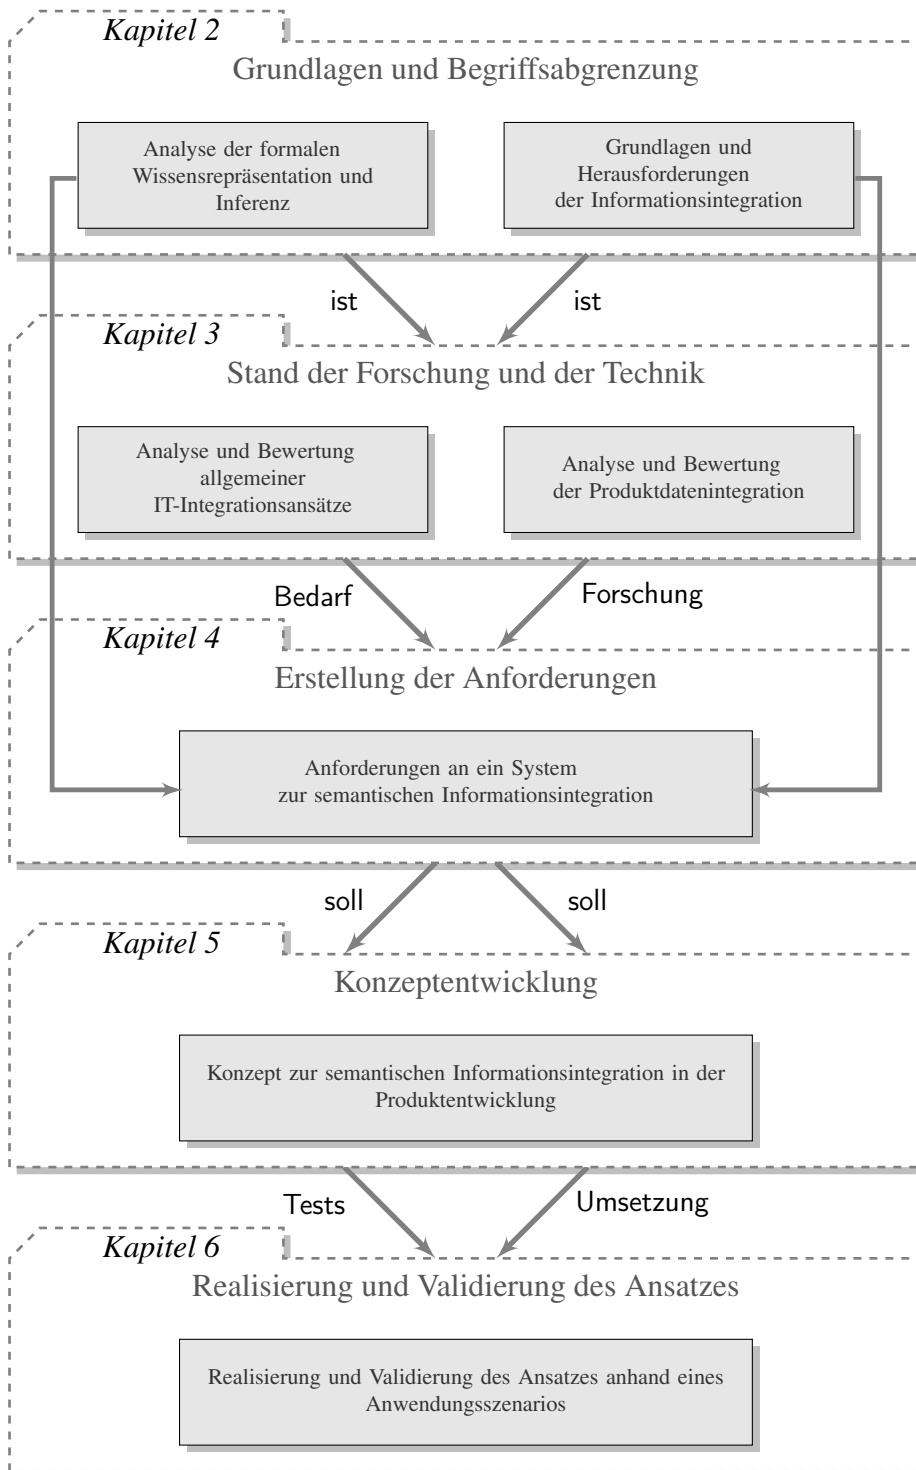 Kapitel 2
Grundlagen und Begriffsabgrenzung
Analyse der formalen
Wissensrepräsentation und
Inferenz
Grundlagen und
Herausforderungen
der Informationsintegration
ist
ist
Kapitel 3
Stand der Forschung und der Technik
Analyse und Bewertung
allgemeiner
IT-Integrationsansätze
Analyse und Bewertung
der Produktdatenintegration
Bedarf
Forschung
Kapitel 4
Erstellung der Anforderungen
Anforderungen an ein System
zur semantischen Informationsintegration
soll
soll
Kapitel 5
Konzeptentwicklung
Konzept zur semantischen Informationsintegration in der
Produktentwicklung
Tests
Umsetzung
Kapitel 6
Realisierung und Validierung des Ansatzes
Realisierung und Validierung des Ansatzes anhand eines
Anwendungsszenarios